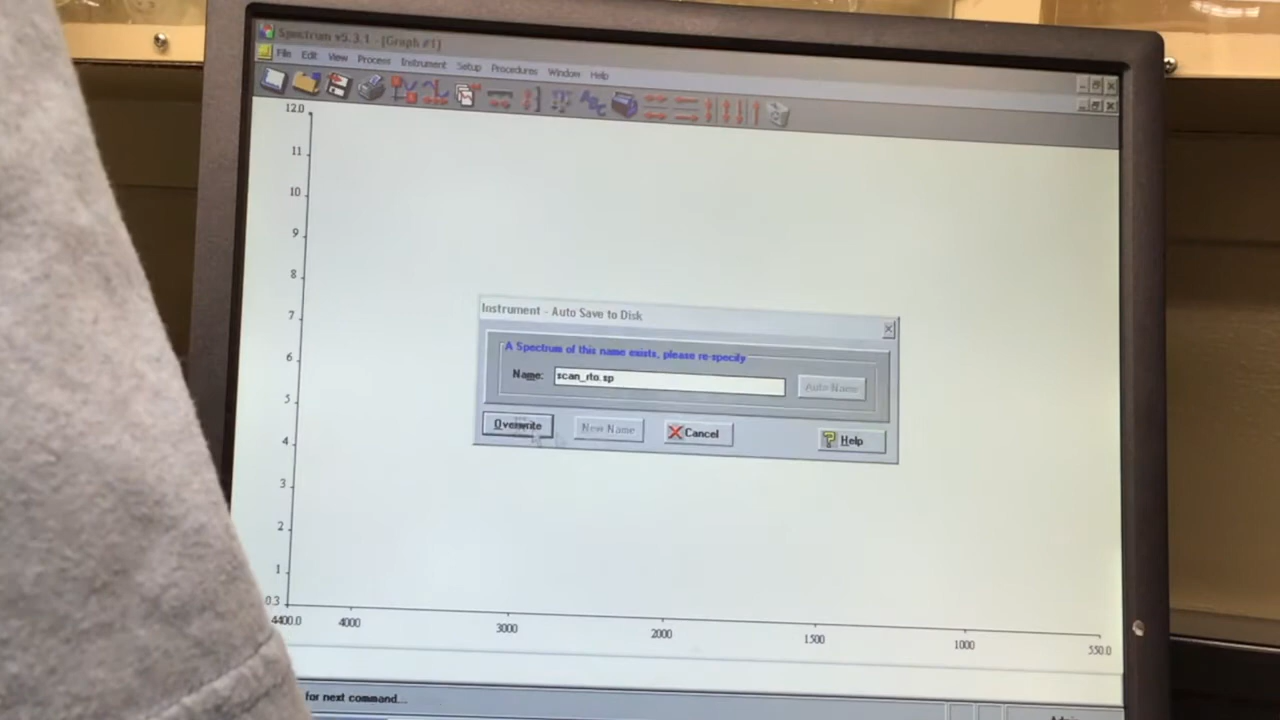 Spectrum v5.3.1 - [Graph #1]
File Edit View Process Instrument Setup Procedures Window Help
ABC
12.0
11
10
9
8
7
6
5
4
3
2
1
0.3
4400.0 4000 3000 2000 1500 1000 550.0
Instrument - Auto Save to Disk
A Spectrum of this name exists, please re-specify
Name: scan_rto.sp Auto Name
Overwrite New Name Cancel Help
for next command...